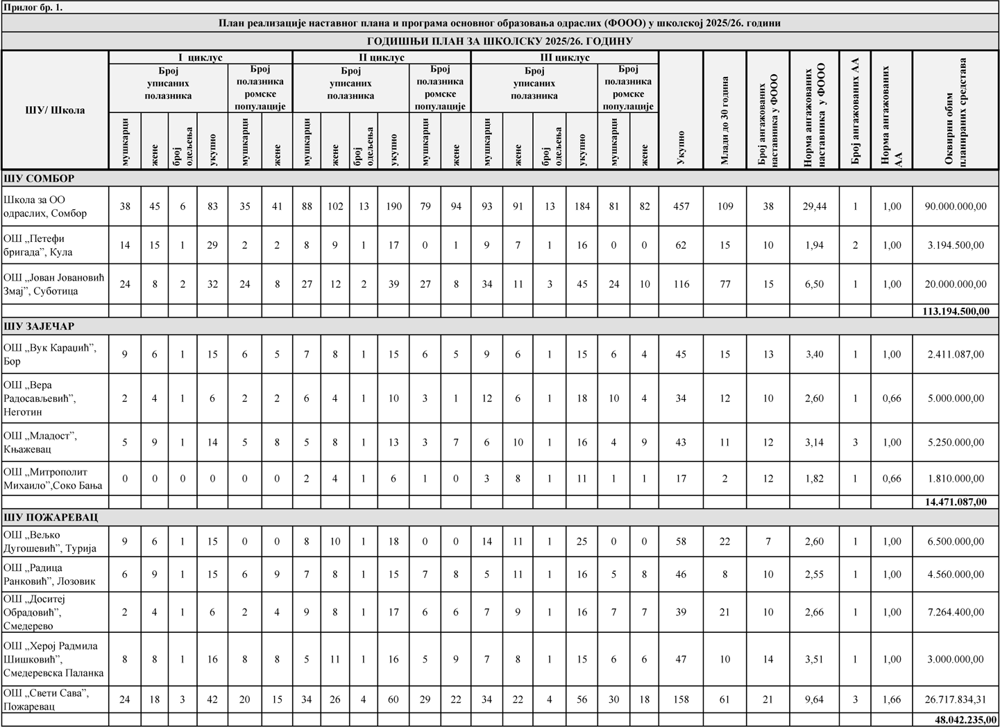 Прилог бр. 1.
План реализације наставног плана и програма основног образовања одраслих (ФООО) у школској 2025/26. години
ГОДИШЊИ ПЛАН ЗА ШКОЛСКУ 2025/26. ГОДИНУ
ШУ/ Школа
I циклус
II циклус
III циклус
Број уписаних полазника
Број полазника ромске популације
Број уписаних полазника
Број полазника ромске популације
Број уписаних полазника
Број полазника ромске популације
мушкарци
жене
број одељења
укупно
мушкарци
жене
мушкарци
жене
број одељења
укупно
мушкарци
жене
мушкарци
жене
број одељења
укупно
мушкарци
жене
Укупно
Млади до 30 година
Број ангажованих наставника у ФООО
Норма ангажованих наставника у ФООО
Број ангажованих АА
Норма ангажованих АА
Оквирни обим планираних средстава
ШУ СОМБОР
Школа за ОО одраслих, Сомбор 38 45 6 83 35 41 88 102 13 190 79 94 93 91 13 184 81 82 457 109 38 29,44 1 1,00 90.000.000,00
ОШ „Петефи бригада”, Кула 14 15 1 29 2 2 8 9 1 17 0 1 9 7 1 16 0 0 62 15 10 1,94 2 1,00 3.194.500,00
ОШ „Јован Јовановић Змај”, Суботица 24 8 2 32 24 8 27 12 2 39 27 8 34 11 3 45 24 10 116 77 15 6,50 1 1,00 20.000.000,00
113.194.500,00
ШУ ЗАЈЕЧАР
ОШ „Вук Караџић”, Бор 9 6 1 15 6 5 7 8 1 15 6 5 9 6 1 15 6 4 45 15 13 3,40 1 1,00 2.411.087,00
ОШ „Вера Радосављевић”, Неготин 2 4 1 6 2 2 6 4 1 10 3 1 12 6 1 18 10 4 34 12 10 2,60 1 0,66 5.000.000,00
ОШ „Младост”, Књажевац 5 9 1 14 5 8 5 8 1 13 3 7 6 10 1 16 4 9 43 11 12 3,14 3 1,00 5.250.000,00
ОШ „Митрополит Михаило”,Соко Бања 0 0 0 0 0 0 2 4 1 6 1 0 3 8 1 11 1 1 17 2 12 1,82 1 0,66 1.810.000,00
14.471.087,00
ШУ ПОЖАРЕВАЦ
ОШ „Вељко Дугошевић”, Турија 9 6 1 15 0 0 8 10 1 18 0 0 14 11 1 25 0 0 58 22 7 2,60 1 1,00 6.500.000,00
ОШ „Радица Ранковић”, Лозовик 6 9 1 15 6 9 7 8 1 15 7 8 5 11 1 16 5 8 46 8 10 2,55 1 1,00 4.560.000,00
ОШ „Доситеј Обрадовић”, Смедерево 2 4 1 6 2 4 9 8 1 17 6 6 7 9 1 16 7 7 39 21 10 2,66 1 1,00 7.264.400,00
ОШ „Херој Радмила Шишковић”, Смедеревска Паланка 8 8 1 16 8 8 5 11 1 16 5 9 7 8 1 15 6 6 47 10 14 3,51 1 1,00 3.000.000,00
ОШ „Свети Сава”, Пожаревац 24 18 3 42 20 15 34 26 4 60 29 22 34 22 4 56 30 18 158 61 21 9,64 3 1,66 26.717.834,31
48.042.235,00